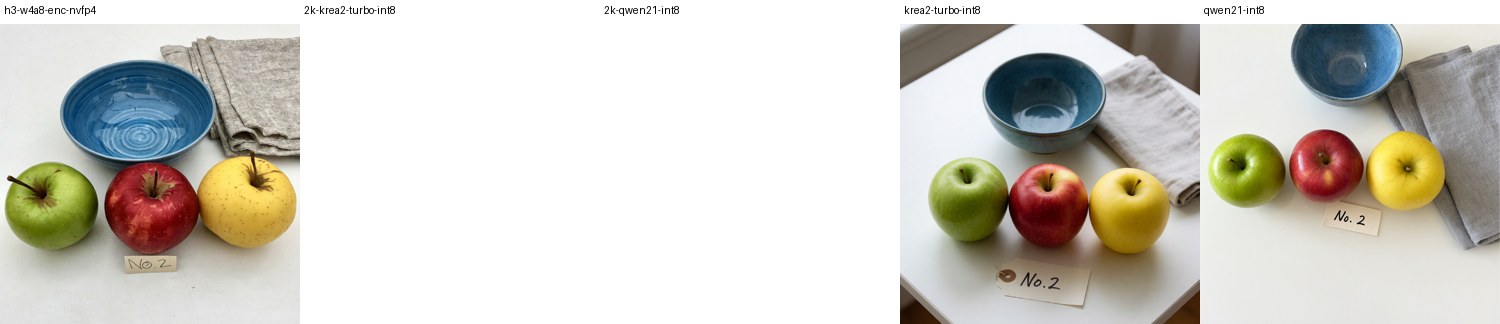 h3-w4a8-enc-nvfp4
2k-krea2-turbo-int8
2k-qwen21-int8
krea2-turbo-int8
qwen21-int8
No.2
No.2
No. 2